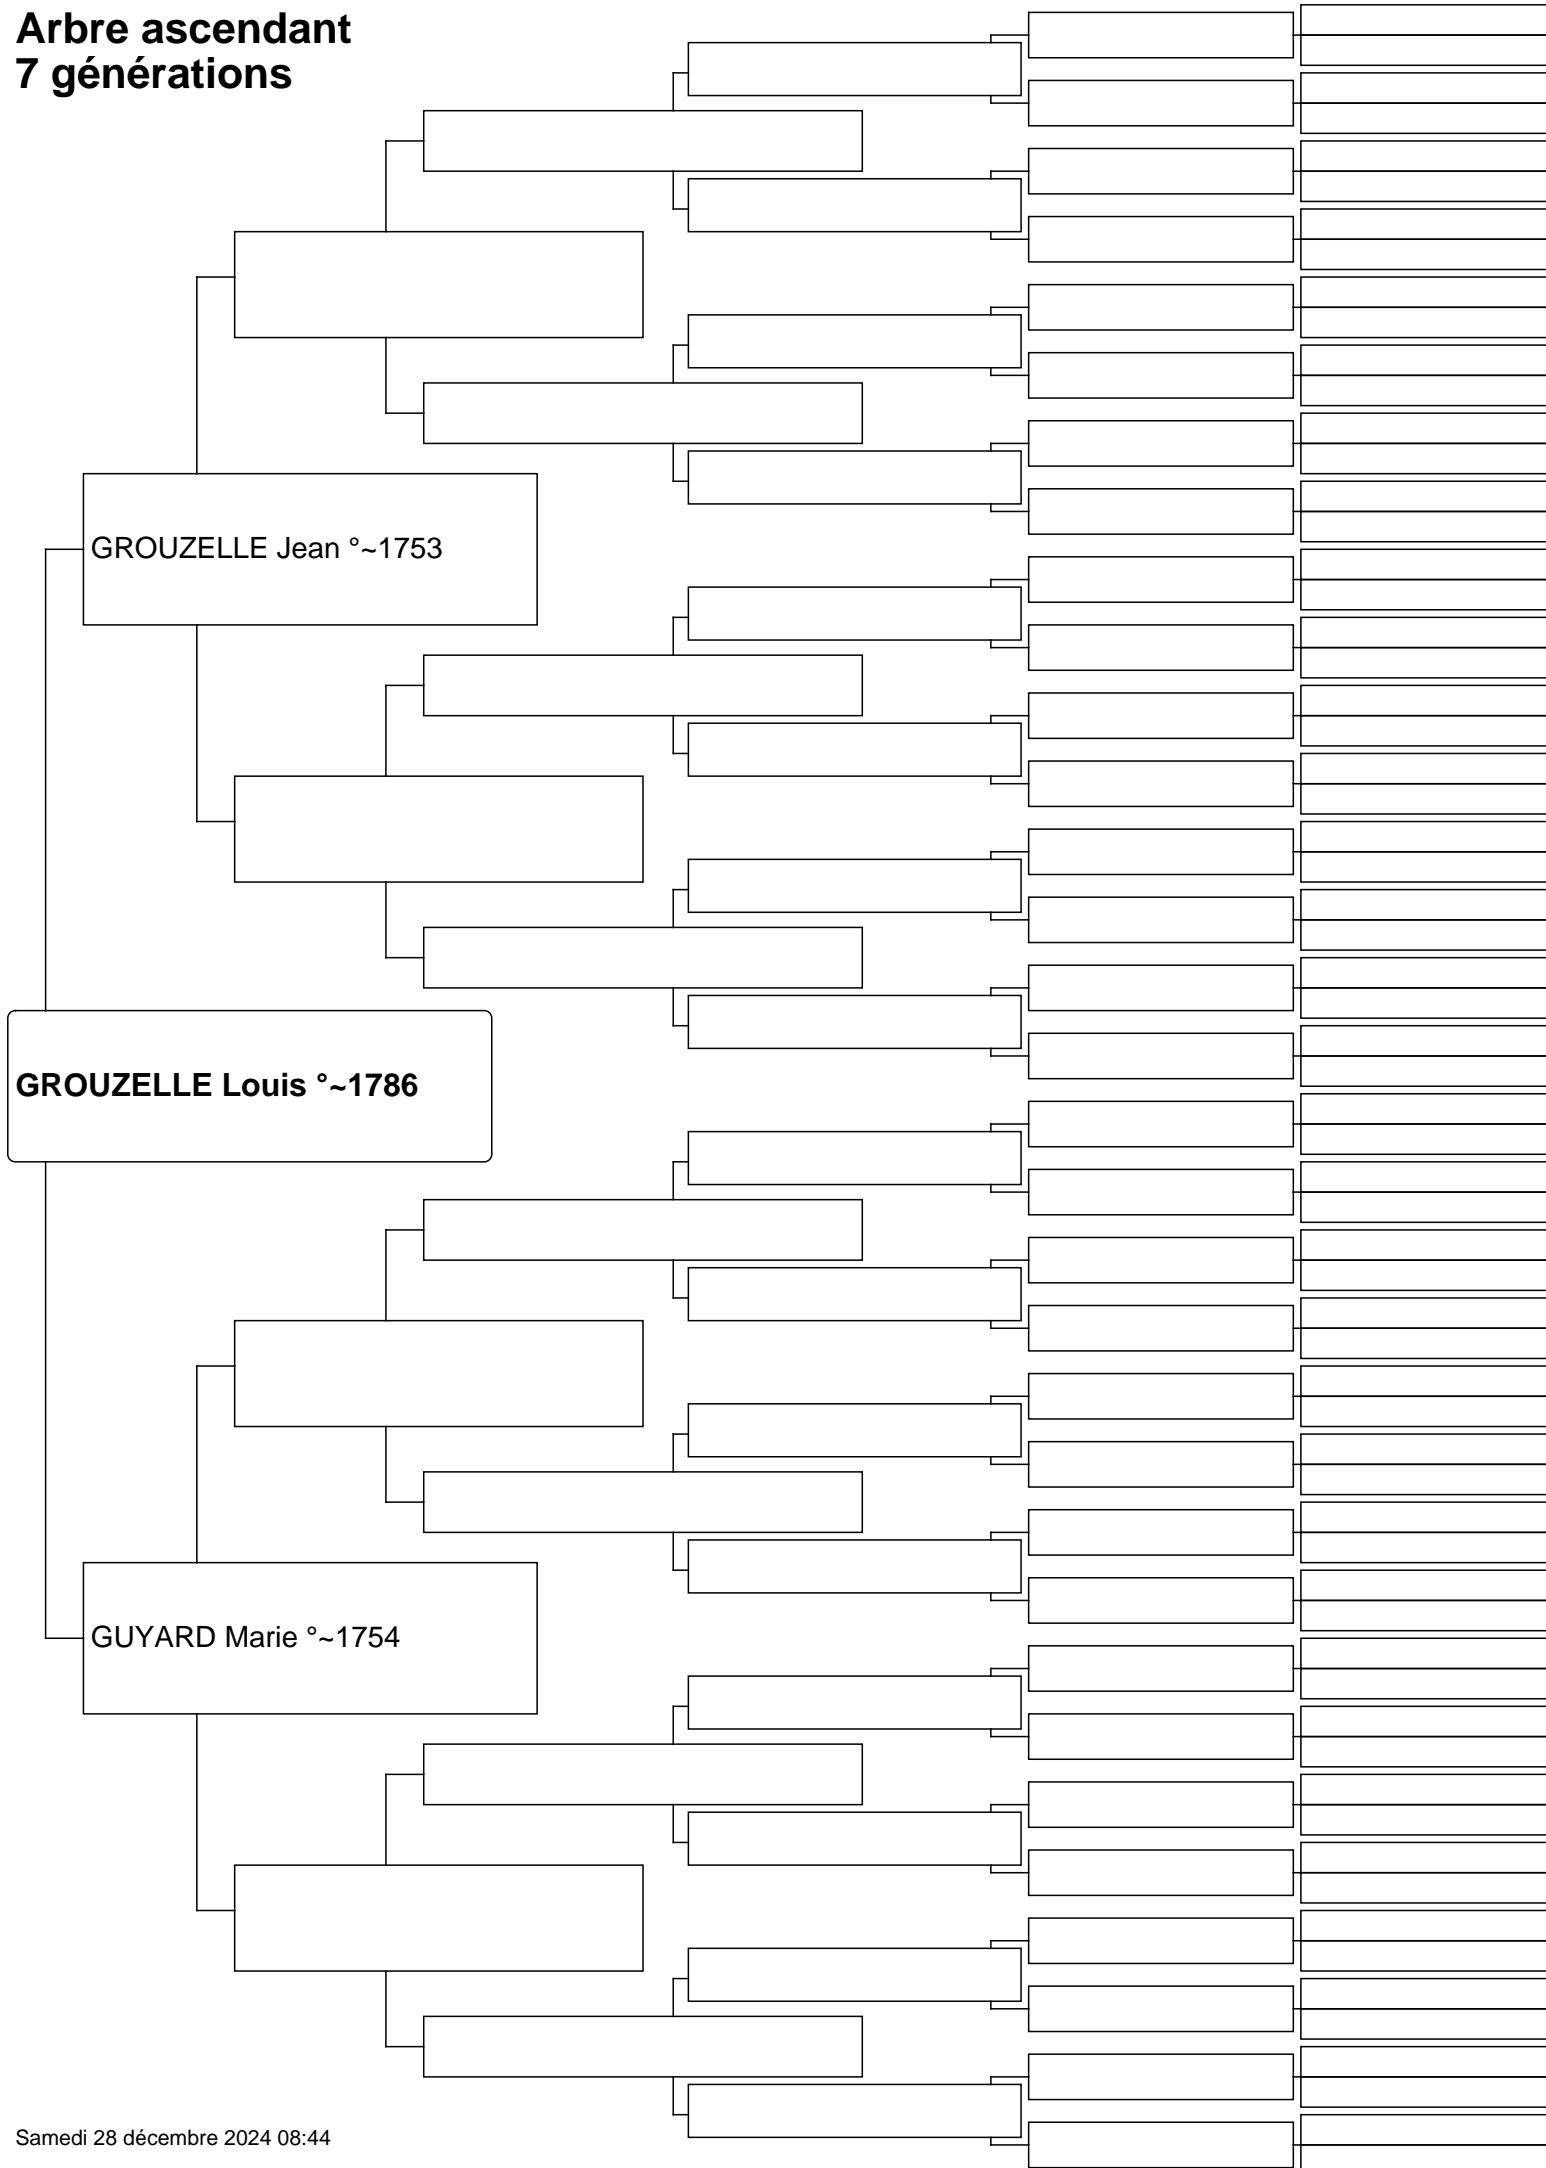 Arbre ascendant
7 générations
GROUZELLE Jean °~1753
GROUZELLE Louis °~1786
GUYARD Marie °~1754
Samedi 28 décembre 2024 08:44